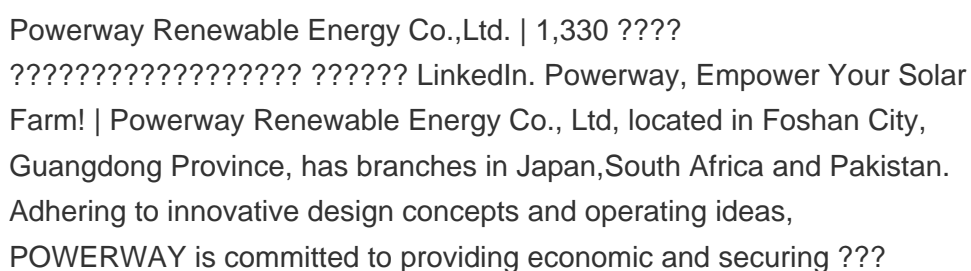 Powerway Renewable Energy Co.,Ltd. | 1,330 ????
?????????????????? ?????? LinkedIn. Powerway, Empower Your Solar
Farm! | Powerway Renewable Energy Co., Ltd, located in Foshan City,
Guangdong Province, has branches in Japan,South Africa and Pakistan.
Adhering to innovative design concepts and operating ideas,
POWERWAY is committed to providing economic and securing ???